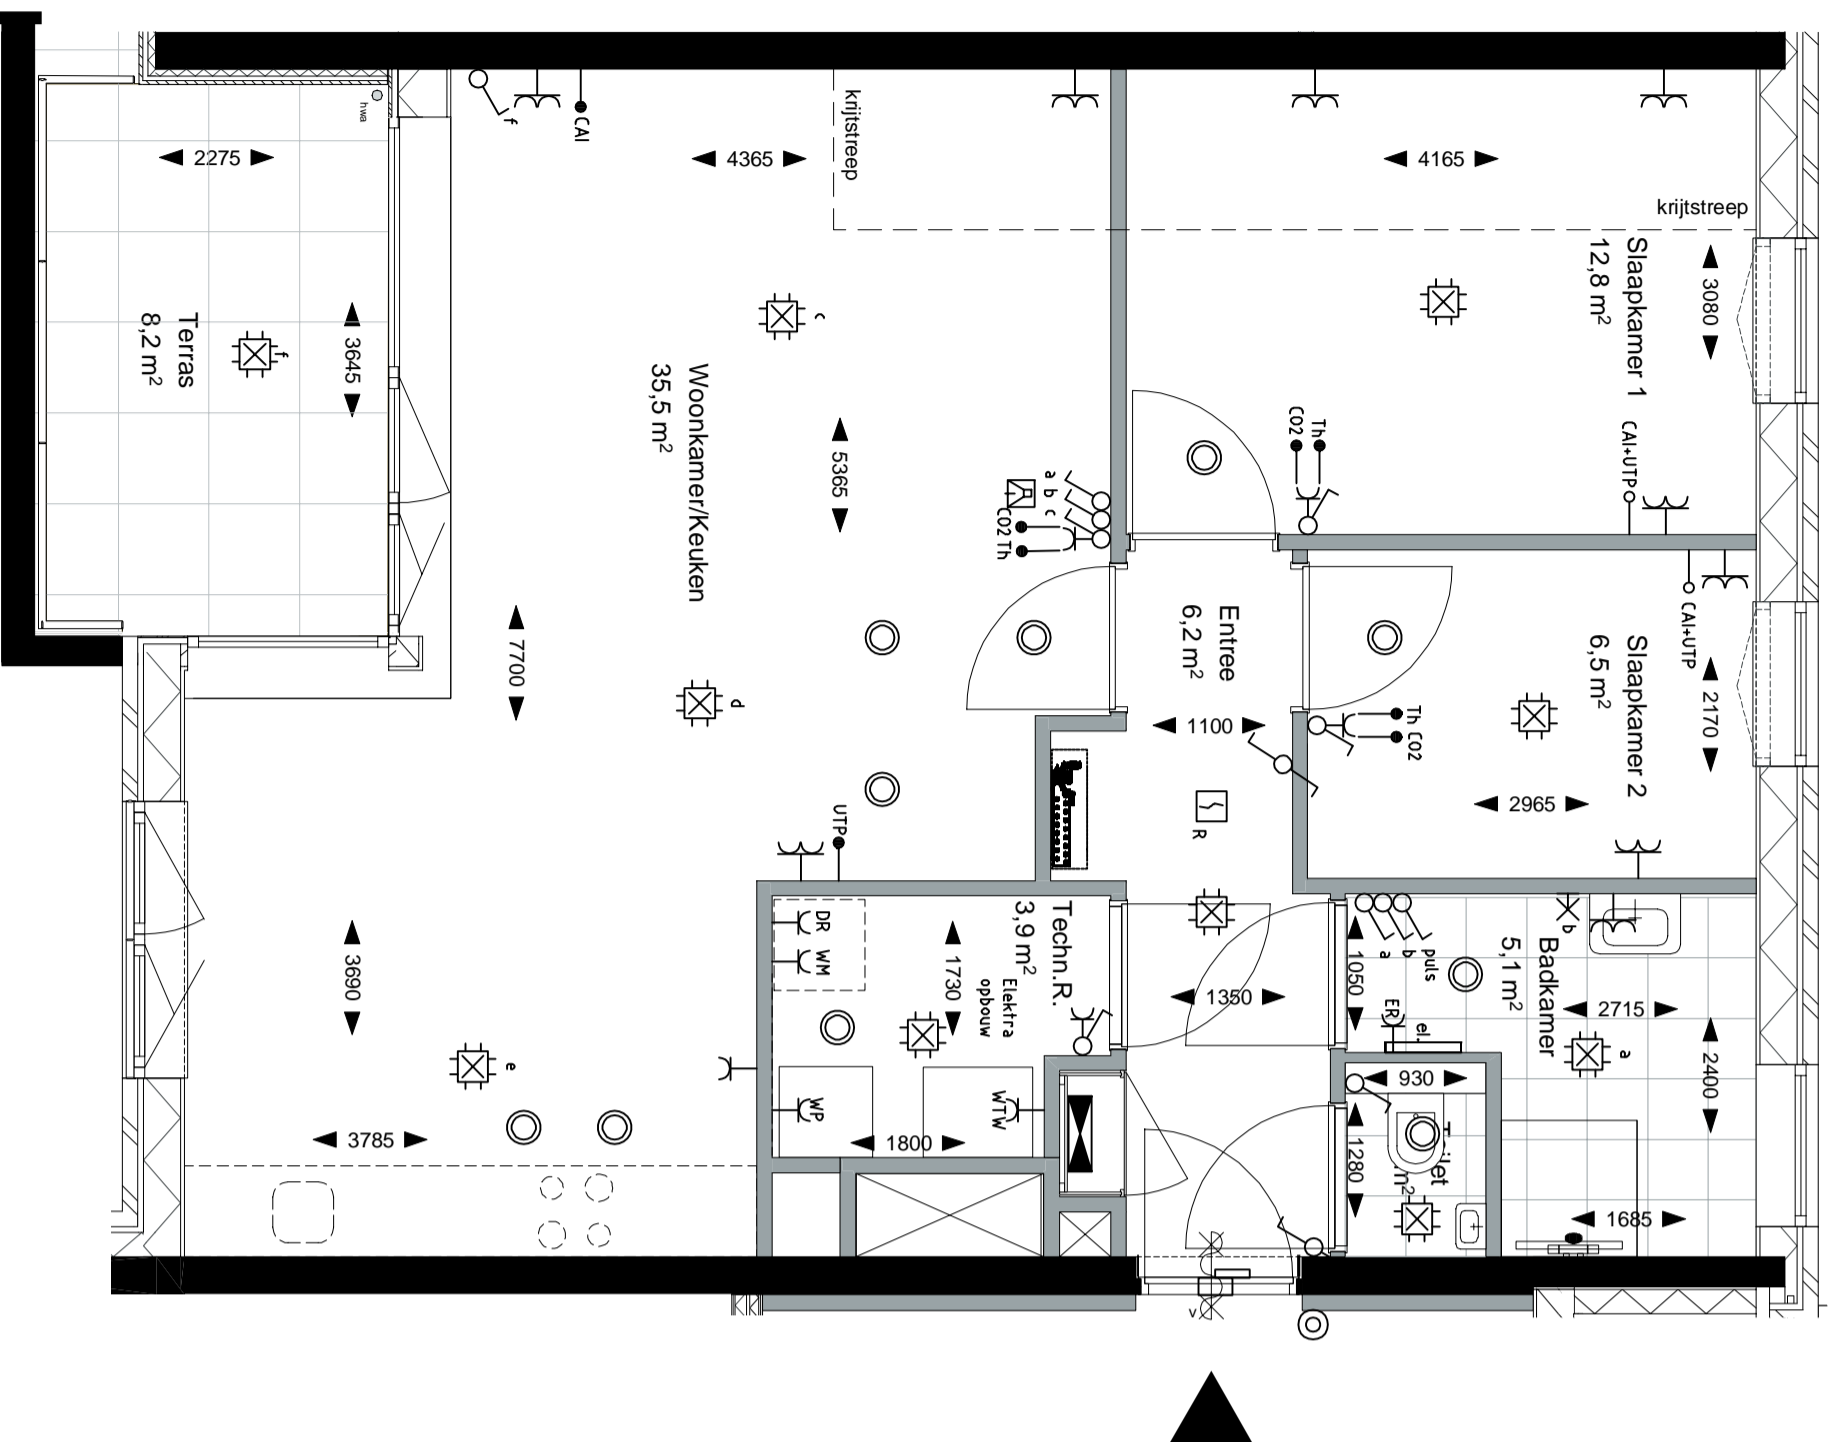 krijtstreep
hwa
f
CAI
2275
4365
4165
krijtstreep
Slaapkamer 1
12,8 m²
3080
Terras
8,2 m²
f
3645
c
Woonkamer/Keuken
35,5 m²
5365
CO2
Th
CAI+UTP
a b c
CO2 Th
Entree
6,2 m²
CAI+UTP
Slaapkamer 2
6,5 m²
2170
7700
d
1100
Th CO2
2965
UTP
R
DR
WM
Techn.R.
3,9 m²
1730
Elektra
opbouw
1350
1050
a
b
puls
ER
el.
b
Badkamer
5,1 m²
2715
a
2400
3690
e
3785
WP
WTW
1800
930
1280
m²
1685
v